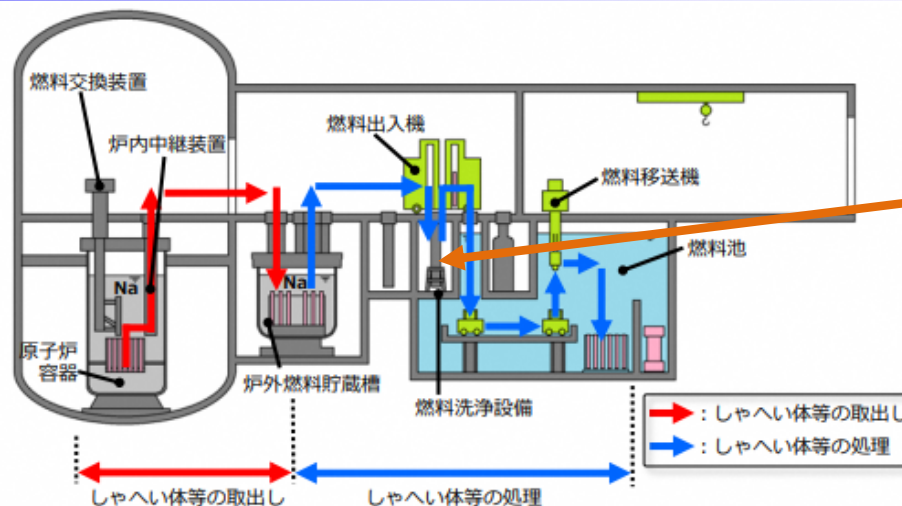 燃料交換装置
炉内中継装置
燃料出入機
燃料移送機
燃料池
Na
Na
原子炉
容器
炉外燃料貯蔵槽
燃料洗浄設備
：しゃへい体等の取出し
：しゃへい体等の処理
しゃへい体等の取出し
しゃへい体等の処理